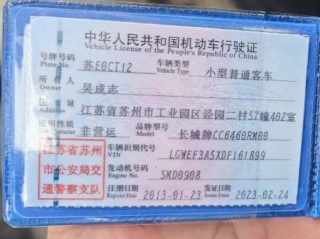 中华人民共和国机动车行驶证
Vehicle License of the People's Republic of China
号牌号码 苏E6CT12 车辆类型 小型普通客车
Plate No. Vehicle Type
所有人 吴成志
Owner
住址 江苏省苏州市工业园区泾园二村57幢402室
使用性质 非营运 品牌型号 长城牌CC6460RM00
江苏省苏州
市公安局交
通警察支队
车辆识别代号 LGWEF3A5XDF161899
VIN
发动机号码 SKD0908
Engine No.
注册日期 2013-01-23 发证日期 2023-02-24
Register Date Issue Date